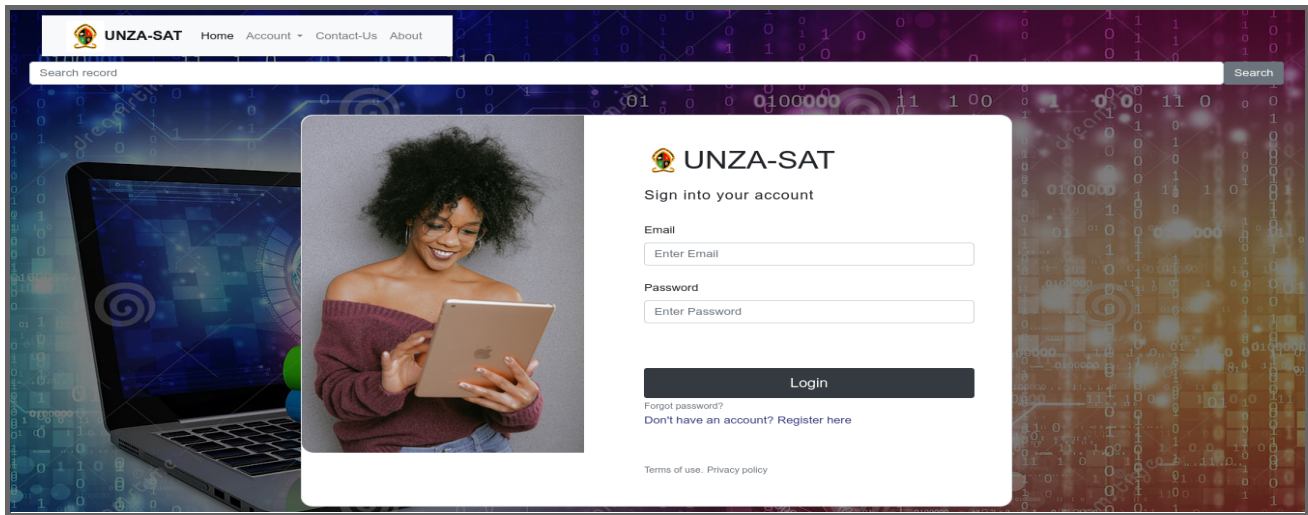 UNZA-SAT Home Account Contact-Us About
Search record Search
UNZA-SAT
Sign into your account
Email
Enter Email
Password
Enter Password
Login
Forgot password?
Don't have an account? Register here
Terms of use. Privacy policy